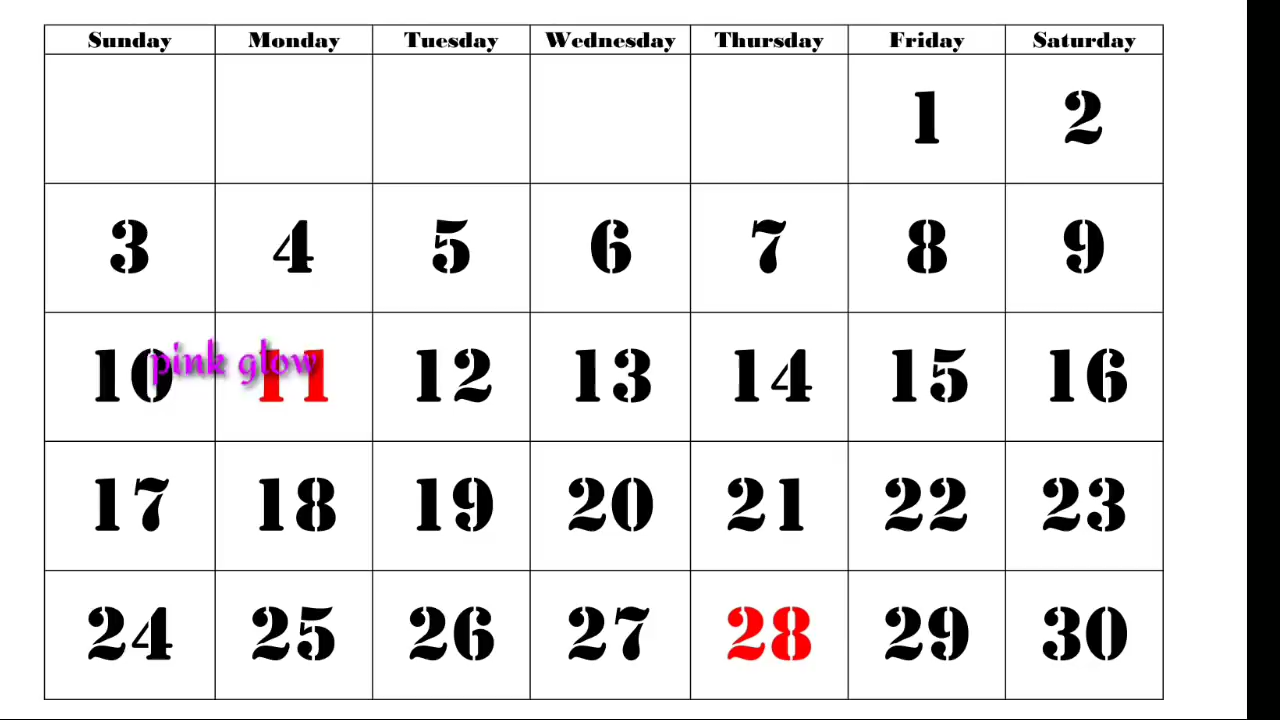 Sunday Monday Tuesday Wednesday Thursday Friday Saturday
1 2
3 4 5 6 7 8 9
10 11 12 13 14 15 16
pink glow
17 18 19 20 21 22 23
24 25 26 27 28 29 30